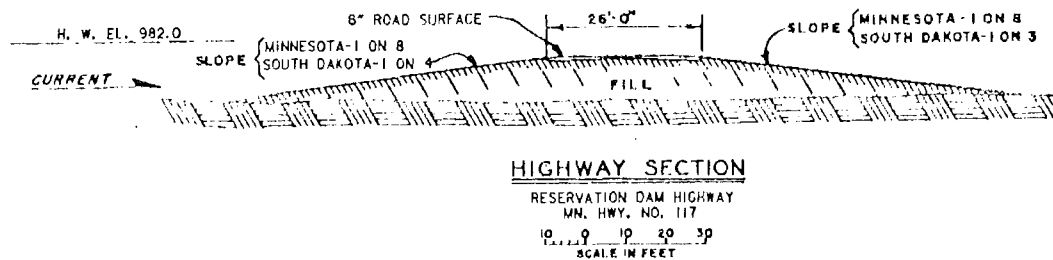 H. W. EL. 982.0
CURRENT
SLOPE { MINNESOTA-1 ON 8
SOUTH DAKOTA-1 ON 4
6" ROAD SURFACE
26'-0"
SLOPE { MINNESOTA-1 ON 8
SOUTH DAKOTA-1 ON 3
FILL
HIGHWAY SECTION
RESERVATION DAM HIGHWAY
MN. HWY. NO. 117
10 0 10 20 30
SCALE IN FEET